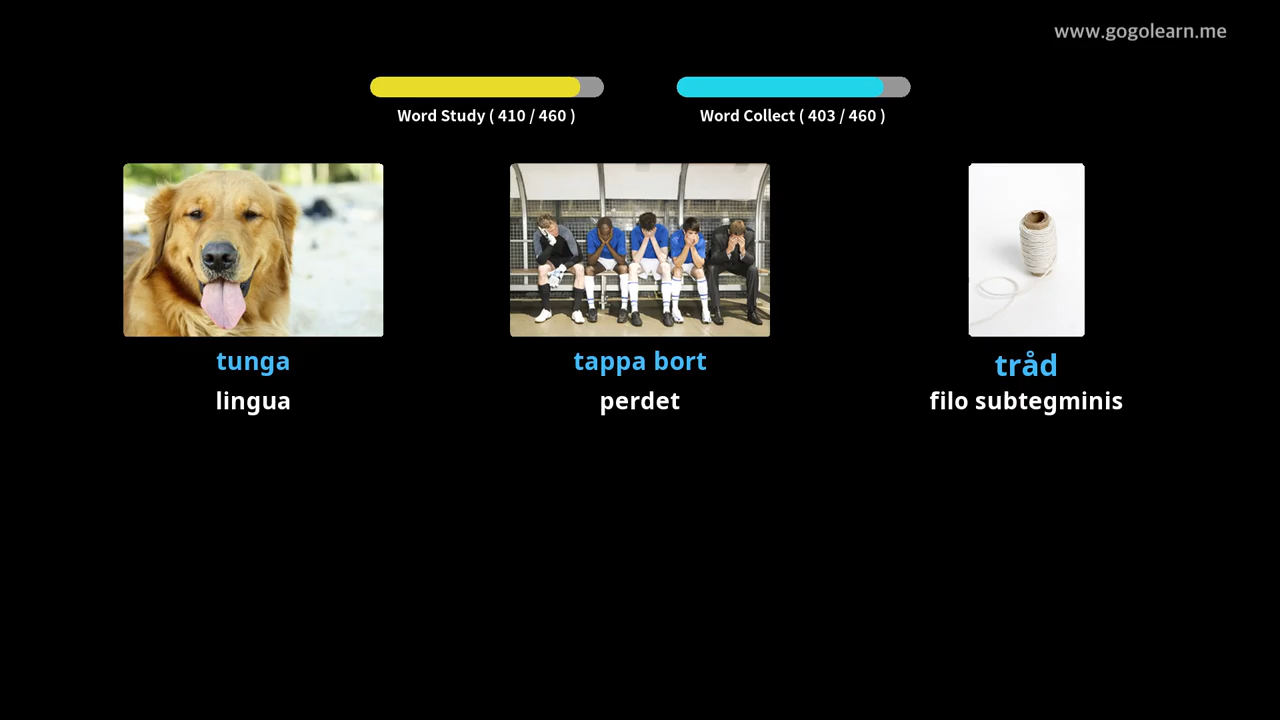 www.gogolearn.me
Word Study ( 410 / 460 )
Word Collect ( 403 / 460 )
tunga
lingua
tappa bort
perdet
tråd
filo subtegminis